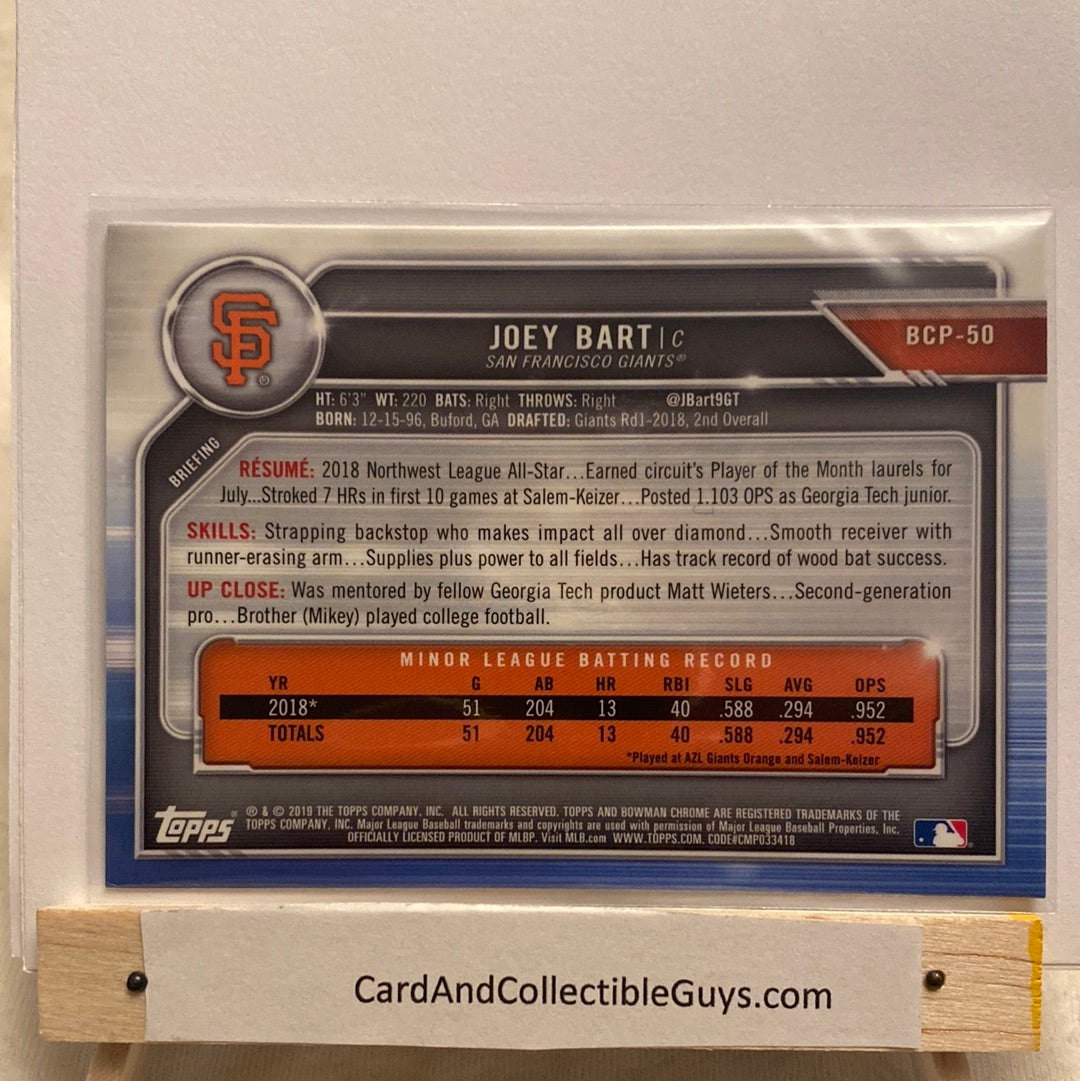 SF
JOEY BART | C
SAN FRANCISCO GIANTS®
BCP-50
HT: 6'3" WT: 220 BATS: Right THROWS: Right @JBart9GT
BORN: 12-15-96, Buford, GA DRAFTED: Giants Rd1-2018, 2nd Overall
BRIEFING
RÉSUMÉ: 2018 Northwest League All-Star...Earned circuit's Player of the Month laurels for
July...Stroked 7 HRs in first 10 games at Salem-Keizer...Posted 1.103 OPS as Georgia Tech junior.
SKILLS: Strapping backstop who makes impact all over diamond...Smooth receiver with
runner-erasing arm...Supplies plus power to all fields...Has track record of wood bat success.
UP CLOSE: Was mentored by fellow Georgia Tech product Matt Wieters...Second-generation
pro...Brother (Mikey) played college football.
MINOR LEAGUE BATTING RECORD
YR G AB HR RBI SLG AVG OPS
2018* 51 204 13 40 .588 .294 .952
TOTALS 51 204 13 40 .588 .294 .952
*Played at AZL Giants Orange and Salem-Keizer
Topps®
® & © 2019 THE TOPPS COMPANY, INC. ALL RIGHTS RESERVED. TOPPS AND BOWMAN CHROME ARE REGISTERED TRADEMARKS OF THE
TOPPS COMPANY, INC. Major League Baseball trademarks and copyrights are used with permission of Major League Baseball Properties, Inc.
OFFICIALLY LICENSED PRODUCT OF MLBP. Visit MLB.com WWW.TOPPS.COM. CODE#CMP033418
CardAndCollectibleGuys.com